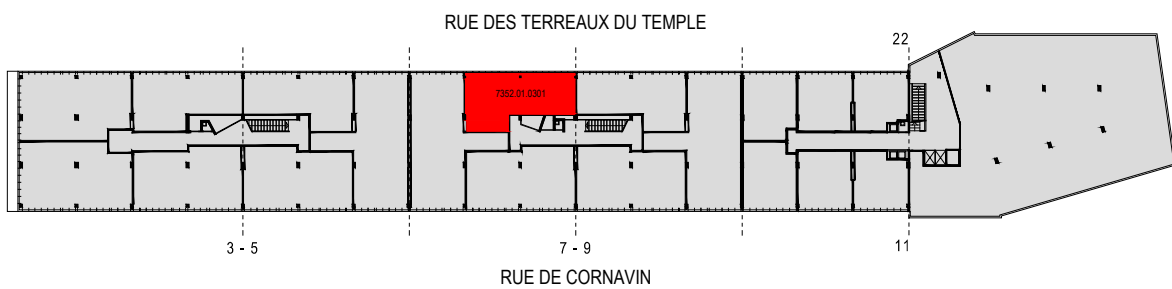 RUE DES TERREAUX DU TEMPLE
22
7352.01.0301
3 - 5
7 - 9
11
RUE DE CORNAVIN